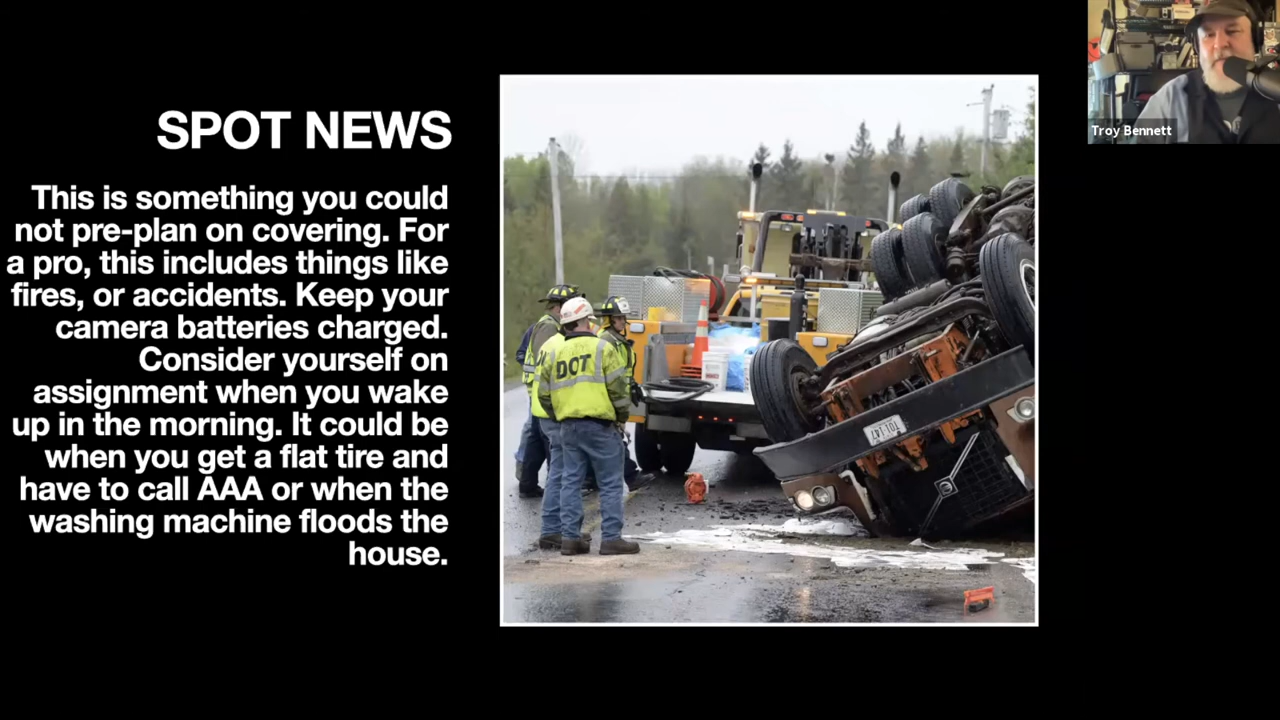 SPOT NEWS
This is something you could
not pre-plan on covering. For
a pro, this includes things like
fires, or accidents. Keep your
camera batteries charged.
Consider yourself on
assignment when you wake
up in the morning. It could be
when you get a flat tire and
have to call AAA or when the
washing machine floods the
house.
DOT
Troy Bennett